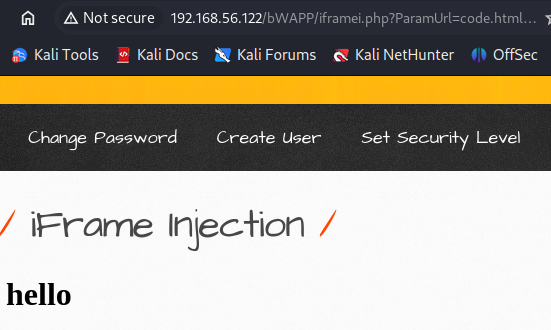 Not secure 192.168.56.122/bWAPP/iframei.php?ParamUrl=code.html...
Kali Tools Kali Docs Kali Forums Kali NetHunter OffSec
Change Password Create User Set Security Level
/ iFrame Injection /
hello